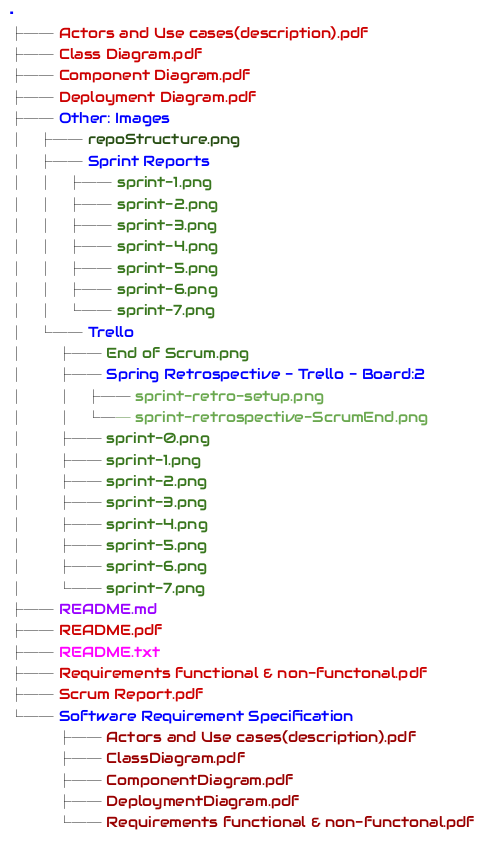 .
├── Actors and Use cases(description).pdf
├── Class Diagram.pdf
├── Component Diagram.pdf
├── Deployment Diagram.pdf
├── Other: Images
│   ├── repoStructure.png
│   ├── Sprint Reports
│   │   ├── sprint-1.png
│   │   ├── sprint-2.png
│   │   ├── sprint-3.png
│   │   ├── sprint-4.png
│   │   ├── sprint-5.png
│   │   ├── sprint-6.png
│   │   └── sprint-7.png
│   └── Trello
│       ├── End of Scrum.png
│       ├── Spring Retrospective - Trello - Board:2
│       │   ├── sprint-retro-setup.png
│       │   └── sprint-retrospective-ScrumEnd.png
│       ├── sprint-0.png
│       ├── sprint-1.png
│       ├── sprint-2.png
│       ├── sprint-3.png
│       ├── sprint-4.png
│       ├── sprint-5.png
│       ├── sprint-6.png
│       └── sprint-7.png
├── README.md
├── README.pdf
├── README.txt
├── Requirements functional & non-functonal.pdf
├── Scrum Report.pdf
└── Software Requirement Specification
        ├── Actors and Use cases(description).pdf
        ├── ClassDiagram.pdf
        ├── ComponentDiagram.pdf
        ├── DeploymentDiagram.pdf
        └── Requirements functional & non-functonal.pdf